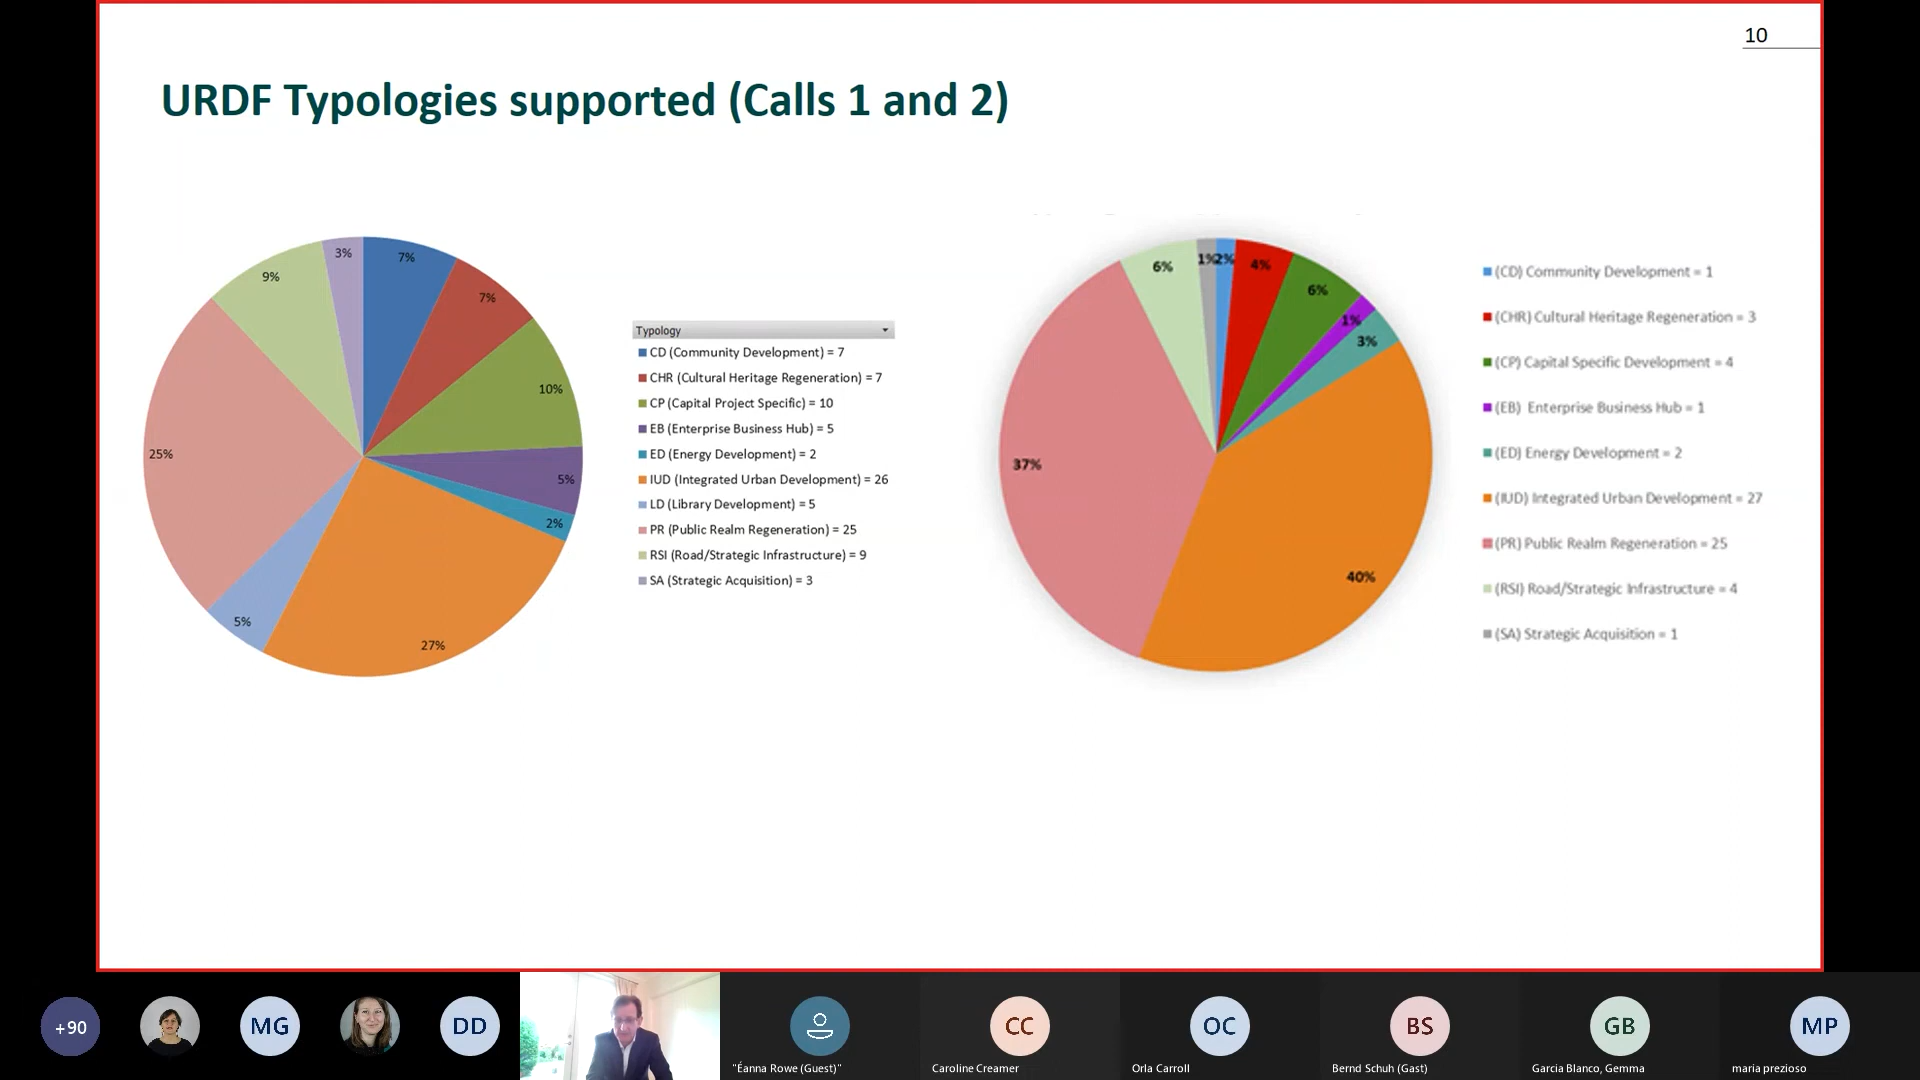 10
URDF Typologies supported (Calls 1 and 2)
3%
7%
9%
7%
10%
25%
5%
2%
5%
27%
Typology
CD (Community Development) = 7
CHR (Cultural Heritage Regeneration) = 7
CP (Capital Project Specific) = 10
EB (Enterprise Business Hub) = 5
ED (Energy Development) = 2
IUD (Integrated Urban Development) = 26
LD (Library Development) = 5
PR (Public Realm Regeneration) = 25
RSI (Road/Strategic Infrastructure) = 9
SA (Strategic Acquisition) = 3
6%
1%
2%
4%
6%
1%
3%
37%
40%
(CD) Community Development = 1
(CHR) Cultural Heritage Regeneration = 3
(CP) Capital Specific Development = 4
(EB) Enterprise Business Hub = 1
(ED) Energy Development = 2
(IUD) Integrated Urban Development = 27
(PR) Public Realm Regeneration = 25
(RSI) Road/Strategic Infrastructure = 4
(SA) Strategic Acquisition = 1
+90
MG
DD
CC
OC
BS
GB
MP
"Éanna Rowe (Guest)"
Caroline Creamer
Orla Carroll
Bernd Schuh (Gast)
Garcia Blanco, Gemma
maria prezioso